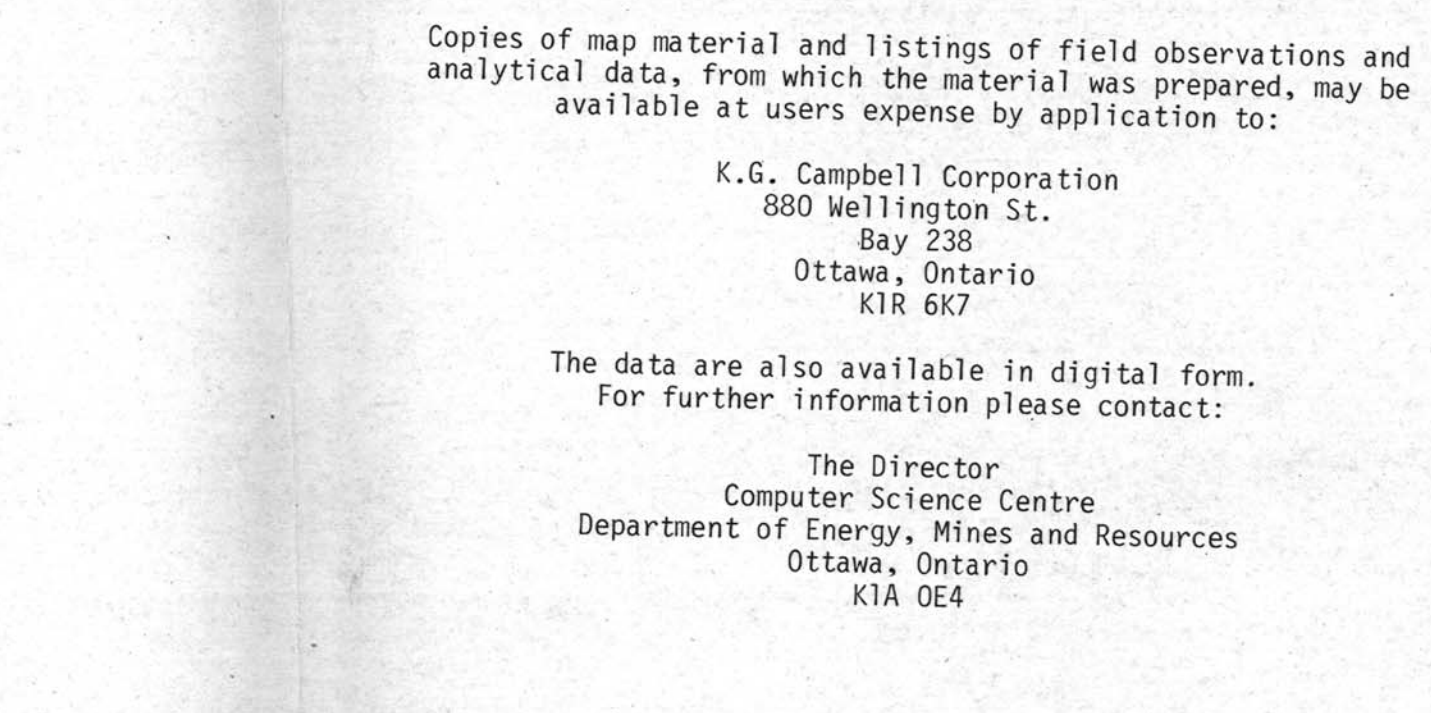 Copies of map material and listings of field observations and
analytical data, from which the material was prepared, may be
available at users expense by application to:
K.G. Campbell Corporation
880 Wellington St.
Bay 238
Ottawa, Ontario
K1R 6K7
The data are also available in digital form.
For further information please contact:
The Director
Computer Science Centre
Department of Energy, Mines and Resources
Ottawa, Ontario
K1A 0E4